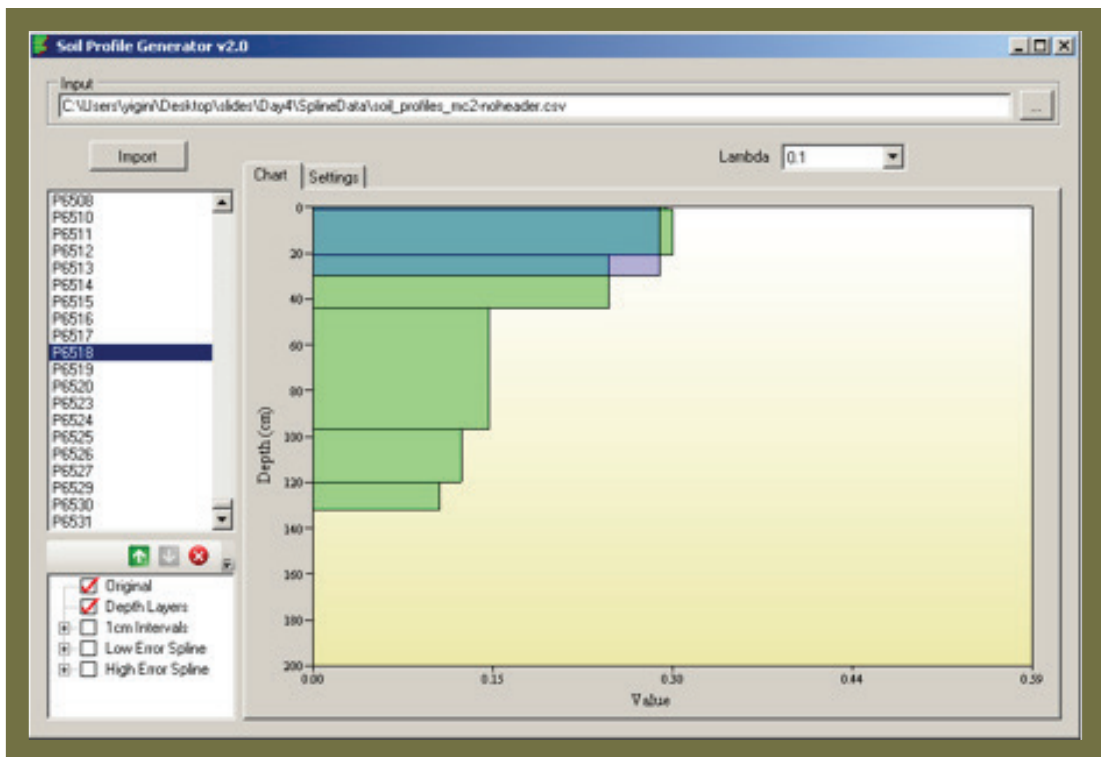 Soil Profile Generator v2.0
Input
C:\Users\yigini\Desktop\slides\Day4\SplineData\soil_profiles_mc2-noheader.csv
...
Import
Lambda 0.1
Chart Settings
P6508
P6510
P6511
P6512
P6513
P6514
P6515
P6516
P6517
P6518
P6519
P6520
P6523
P6524
P6525
P6526
P6527
P6529
P6530
P6531
Original
Depth Layers
1cm Intervals
Low Error Spline
High Error Spline
Depth (cm)
0
20
40
60
80
100
120
140
160
180
200
0.00 0.15 0.30 0.44 0.59
Value